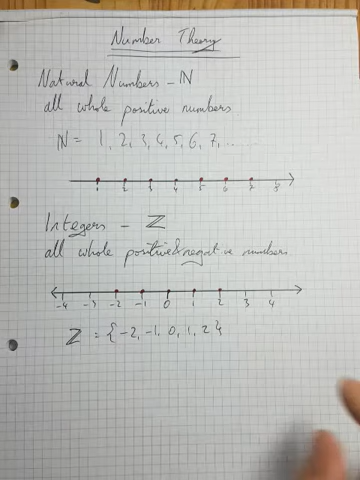 Number Theory
Natural Numbers - ℕ
all whole positive numbers
ℕ = 1, 2, 3, 4, 5, 6, 7, ......
1 2 3 4 5 6 7 8
Integers - ℤ
all whole positive & negative numbers
-4 -3 -2 -1 0 1 2 3 4
ℤ = {-2, -1, 0, 1, 2}